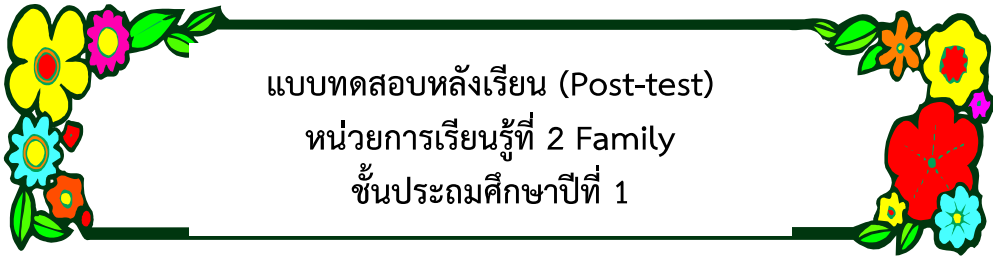 แบบทดสอบหลังเรียน (Post-test)
หน่วยการเรียนรู้ที่ 2 Family
ชั้นประถมศึกษาปีที่ 1